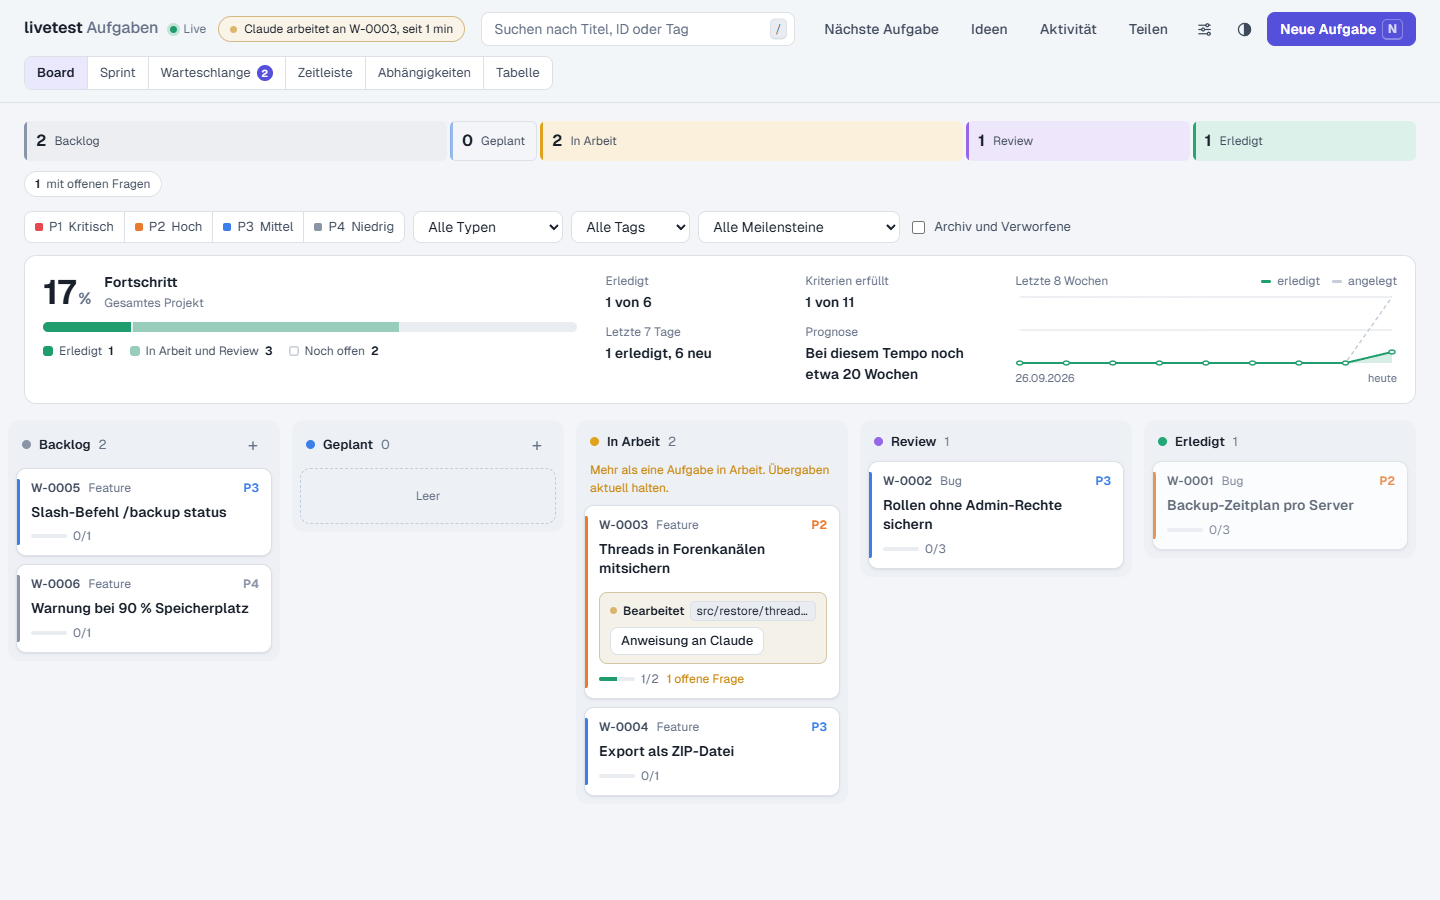 livetest Aufgaben
Live
Claude arbeitet an W-0003, seit 1 min
Suchen nach Titel, ID oder Tag
/
Nächste Aufgabe
Ideen
Aktivität
Teilen
Neue Aufgabe N
Board
Sprint
Warteschlange 2
Zeitleiste
Abhängigkeiten
Tabelle
2 Backlog
0 Geplant
2 In Arbeit
1 Review
1 Erledigt
1 mit offenen Fragen
P1 Kritisch
P2 Hoch
P3 Mittel
P4 Niedrig
Alle Typen
Alle Tags
Alle Meilensteine
Archiv und Verworfene
17 %
Fortschritt
Gesamtes Projekt
Erledigt 1
In Arbeit und Review 3
Noch offen 2
Erledigt
1 von 6
Letzte 7 Tage
1 erledigt, 6 neu
Kriterien erfüllt
1 von 11
Prognose
Bei diesem Tempo noch
etwa 20 Wochen
Letzte 8 Wochen
erledigt
angelegt
26.09.2026
heute
Backlog 2
+
W-0005 Feature P3
Slash-Befehl /backup status
0/1
W-0006 Feature P4
Warnung bei 90 % Speicherplatz
0/1
Geplant 0
+
Leer
In Arbeit 2
Mehr als eine Aufgabe in Arbeit. Übergaben
aktuell halten.
W-0003 Feature P2
Threads in Forenkanälen
mitsichern
Bearbeitet src/restore/thread...
Anweisung an Claude
1/2 1 offene Frage
W-0004 Feature P3
Export als ZIP-Datei
0/1
Review 1
W-0002 Bug P3
Rollen ohne Admin-Rechte
sichern
0/3
Erledigt 1
W-0001 Bug P2
Backup-Zeitplan pro Server
0/3